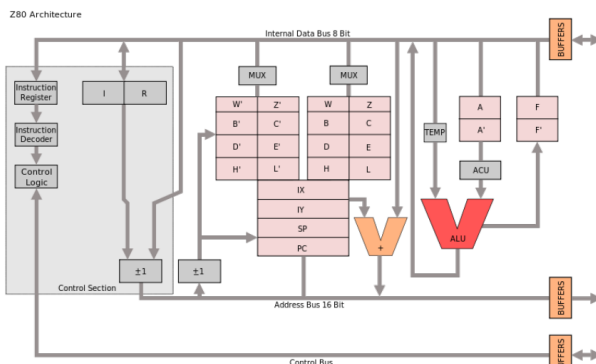 Z80 Architecture
Internal Data Bus 8 Bit
BUFFERS
MUX
MUX
Instruction
Register
I
R
W'
Z'
W
Z
A
F
B'
C'
B
C
TEMP
A'
F'
Instruction
Decoder
D'
E'
D
E
Control
Logic
H'
L'
H
L
ACU
IX
IY
SP
+
ALU
PC
±1
±1
Control Section
Address Bus 16 Bit
BUFFERS
BUFFERS
Control Bus